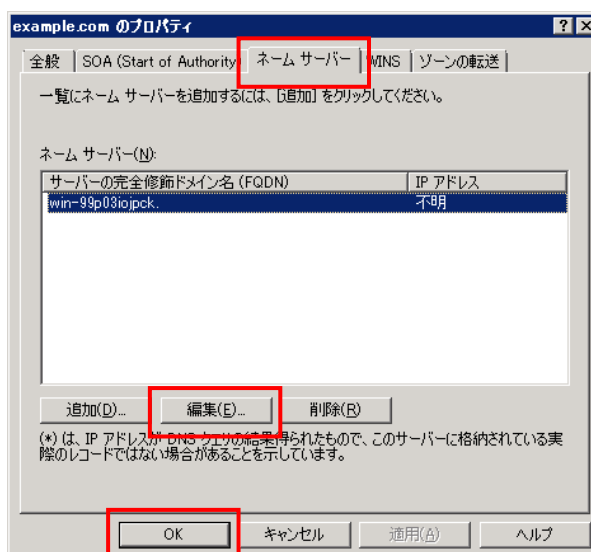 example.com のプロパティ
全般 SOA (Start of Authority) ネーム サーバー WINS ゾーンの転送
一覧にネーム サーバーを追加するには、[追加] をクリックしてください。
ネーム サーバー(N):
サーバーの完全修飾ドメイン名 (FQDN) IP アドレス
win-99p03iojpck. 不明
追加(D)... 編集(E)... 削除(R)
(*) は、IP アドレスが DNS クエリの結果得られたもので、このサーバーに格納されている実
際のレコードではない場合があることを示しています。
OK キャンセル 適用(A) ヘルプ